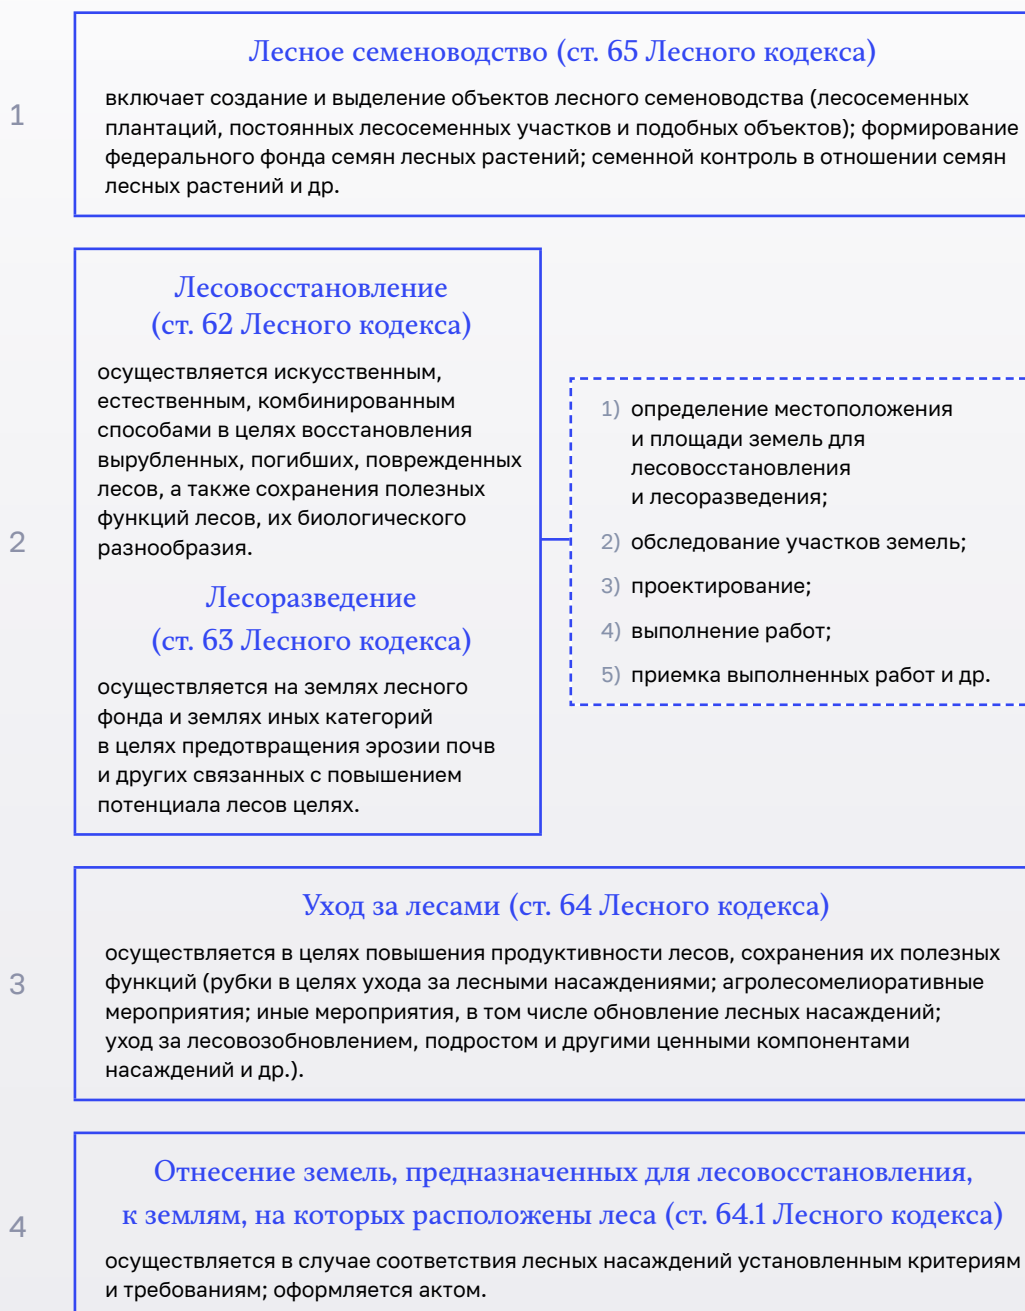 1
Лесное семеноводство (ст. 65 Лесного кодекса)
включает создание и выделение объектов лесного семеноводства (лесосеменных
плантаций, постоянных лесосеменных участков и подобных объектов); формирование
федерального фонда семян лесных растений; семенной контроль в отношении семян
лесных растений и др.
2
Лесовосстановление
(ст. 62 Лесного кодекса)
осуществляется искусственным,
естественным, комбинированным
способами в целях восстановления
вырубленных, погибших, поврежденных
лесов, а также сохранения полезных
функций лесов, их биологического
разнообразия.
Лесоразведение
(ст. 63 Лесного кодекса)
осуществляется на землях лесного
фонда и землях иных категорий
в целях предотвращения эрозии почв
и других связанных с повышением
потенциала лесов целях.
1) определение местоположения
и площади земель для
лесовосстановления
и лесоразведения;
2) обследование участков земель;
3) проектирование;
4) выполнение работ;
5) приемка выполненных работ и др.
3
Уход за лесами (ст. 64 Лесного кодекса)
осуществляется в целях повышения продуктивности лесов, сохранения их полезных
функций (рубки в целях ухода за лесными насаждениями; агролесомелиоративные
мероприятия; иные мероприятия, в том числе обновление лесных насаждений;
уход за лесовозобновлением, подростом и другими ценными компонентами
насаждений и др.).
4
Отнесение земель, предназначенных для лесовосстановления,
к землям, на которых расположены леса (ст. 64.1 Лесного кодекса)
осуществляется в случае соответствия лесных насаждений установленным критериям
и требованиям; оформляется актом.